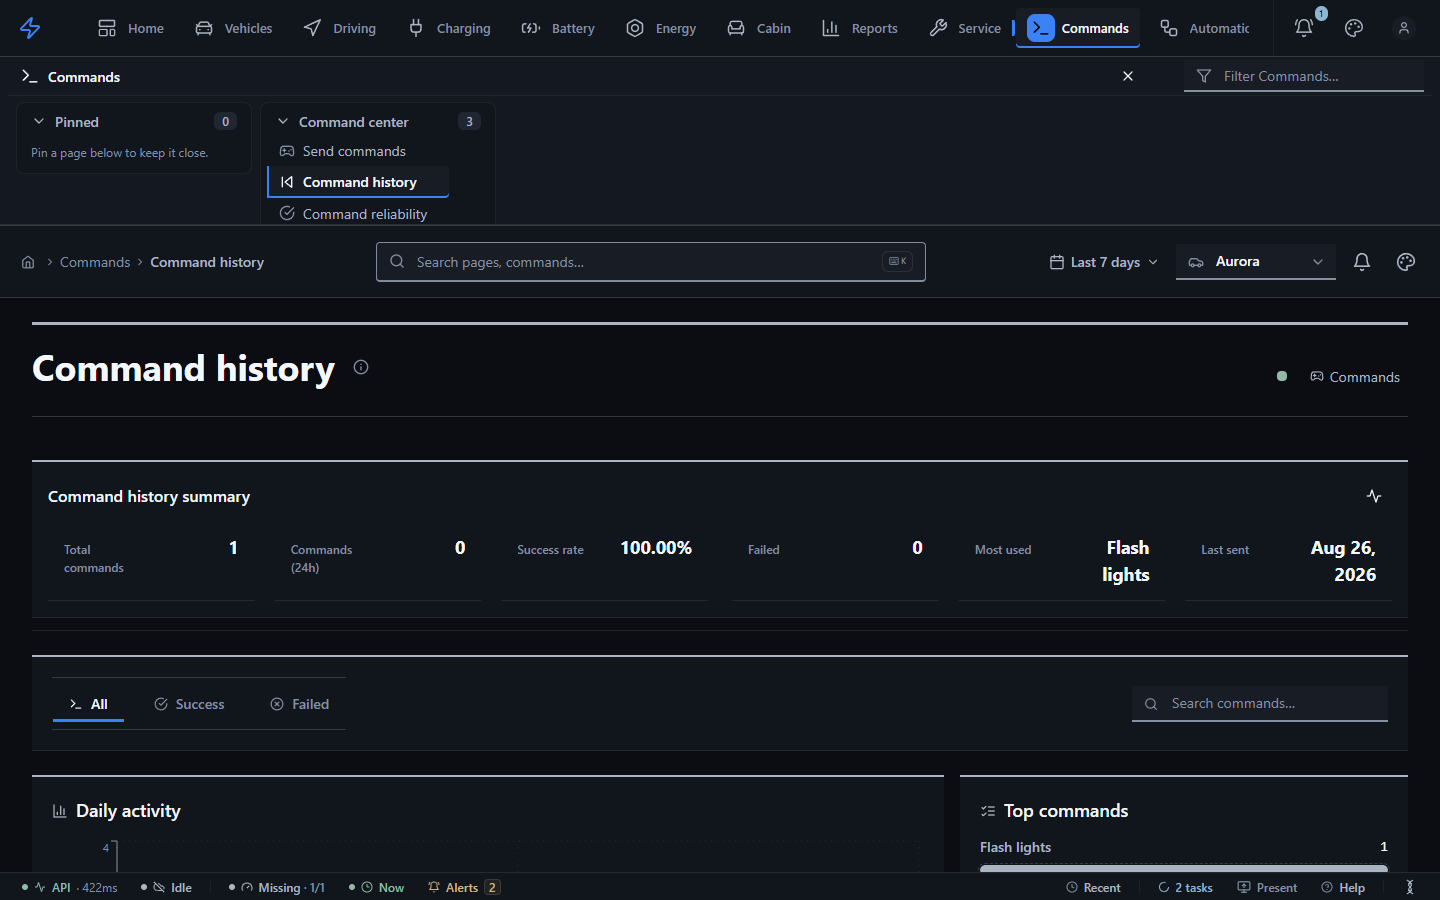 Home
Vehicles
Driving
Charging
Battery
Energy
Cabin
Reports
Service
Commands
Automatic
1
Commands
Filter Commands...
Pinned
0
Pin a page below to keep it close.
Command center
3
Send commands
Command history
Command reliability
Commands
Command history
Search pages, commands...
K
Last 7 days
Aurora
Command history
Commands
Command history summary
Total commands
1
Commands (24h)
0
Success rate
100.00%
Failed
0
Most used
Flash lights
Last sent
Aug 26, 2026
All
Success
Failed
Search commands...
Daily activity
4
Top commands
Flash lights
1
API · 422ms
Idle
Missing · 1/1
Now
Alerts
2
Recent
2 tasks
Present
Help